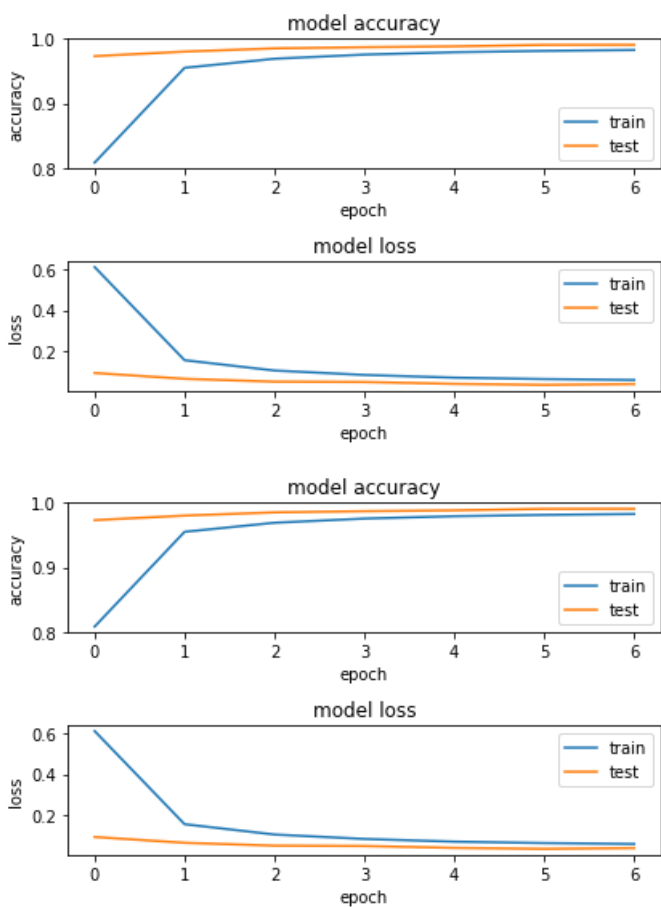 model accuracy
1.0
0.9
0.8
accuracy
train
test
0 1 2 3 4 5 6
epoch
model loss
0.6
0.4
0.2
loss
train
test
0 1 2 3 4 5 6
epoch
model accuracy
1.0
0.9
0.8
accuracy
train
test
0 1 2 3 4 5 6
epoch
model loss
0.6
0.4
0.2
loss
train
test
0 1 2 3 4 5 6
epoch